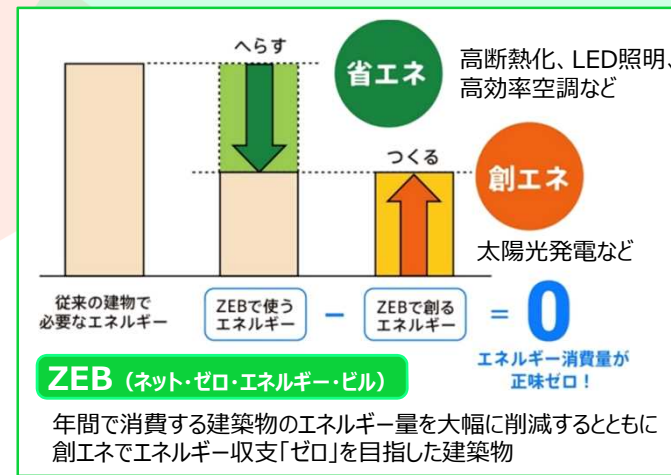 へらす
省エネ
高断熱化、LED照明、
高効率空調など
つくる
創エネ
太陽光発電など
従来の建物で
必要なエネルギー
ZEBで使う
エネルギー
－
ZEBで創る
エネルギー
= 0
エネルギー消費量が
正味ゼロ！
ZEB（ネット・ゼロ・エネルギー・ビル）
年間で消費する建築物のエネルギー量を大幅に削減するとともに
創エネでエネルギー収支「ゼロ」を目指した建築物